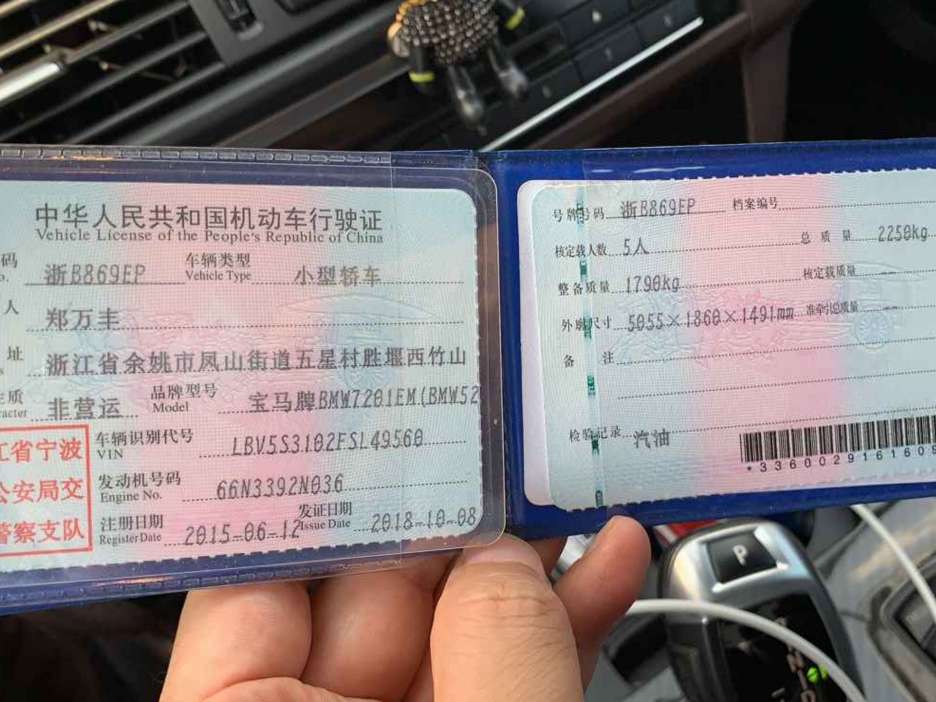 中华人民共和国机动车行驶证
Vehicle License of the People's Republic of China
码 浙B869EP 车辆类型 小型轿车
o. Vehicle Type
人 郑万丰
址 浙江省余姚市凤山街道五星村胜堰西竹山
质 非营运 品牌型号 宝马牌BMW7201EM(BMW52
racter Model
江省宁波
公安局交
警察支队
车辆识别代号 LBV5S3102FSL49560
VIN
发动机号码 66N3392N036
Engine No.
注册日期 2015-06-12 发证日期 2018-10-08
Register Date Issue Date
号牌号码 浙B869EP 档案编号
核定载人数 5人 总质量 2250kg
整备质量 1790kg 核定载质量 --
外廓尺寸 5055×1860×1491mm 准牵引总质量 --
备注
检验记录 汽油
*3360029161609
P
N
D